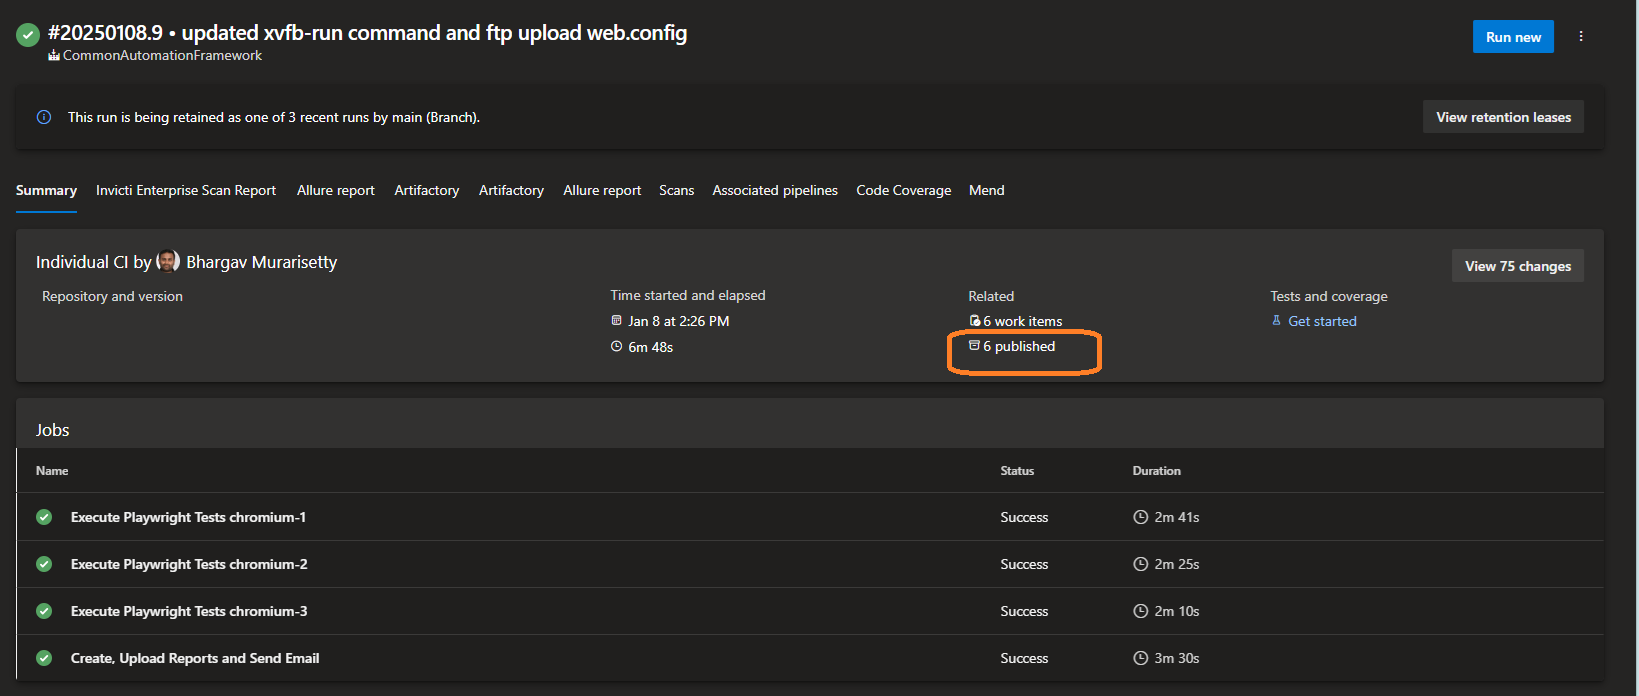 #20250108.9 • updated xvfb-run command and ftp upload web.config
Run new
CommonAutomationFramework
This run is being retained as one of 3 recent runs by main (Branch).
View retention leases
Summary Invicti Enterprise Scan Report Allure report Artifactory Artifactory Allure report Scans Associated pipelines Code Coverage Mend
Individual CI by Bhargav Murarisetty
View 75 changes
Repository and version Time started and elapsed Related Tests and coverage
Jan 8 at 2:26 PM 6 work items Get started
6m 48s 6 published
Jobs
Name Status Duration
Execute Playwright Tests chromium-1 Success 2m 41s
Execute Playwright Tests chromium-2 Success 2m 25s
Execute Playwright Tests chromium-3 Success 2m 10s
Create, Upload Reports and Send Email Success 3m 30s